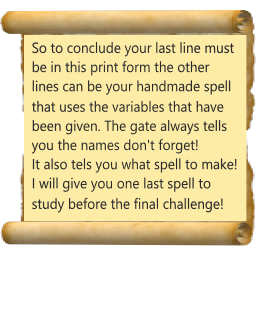 So to conclude your last line must
be in this print form the other
lines can be your handmade spell
that uses the variables that have
been given. The gate always tells
you the names don't forget!
It also tels you what spell to make!
I will give you one last spell to
study before the final challenge!